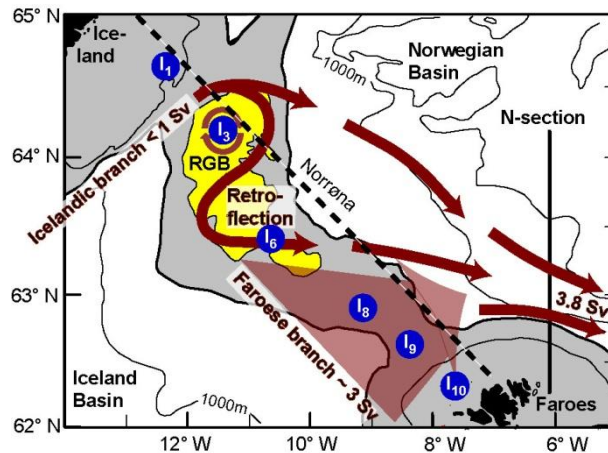 65°N
64°N
63°N
62°N
12°W
10°W
8°W
6°W
Ice-
land
I1
1000m
Norwegian
Basin
N-section
Icelandic branch < 1 Sv
I3
RGB
Norrøna
Retro-
flection
I6
3.8 Sv
I8
I9
I10
Faroese branch ~ 3 Sv
Iceland
Basin
1000m
Faroes